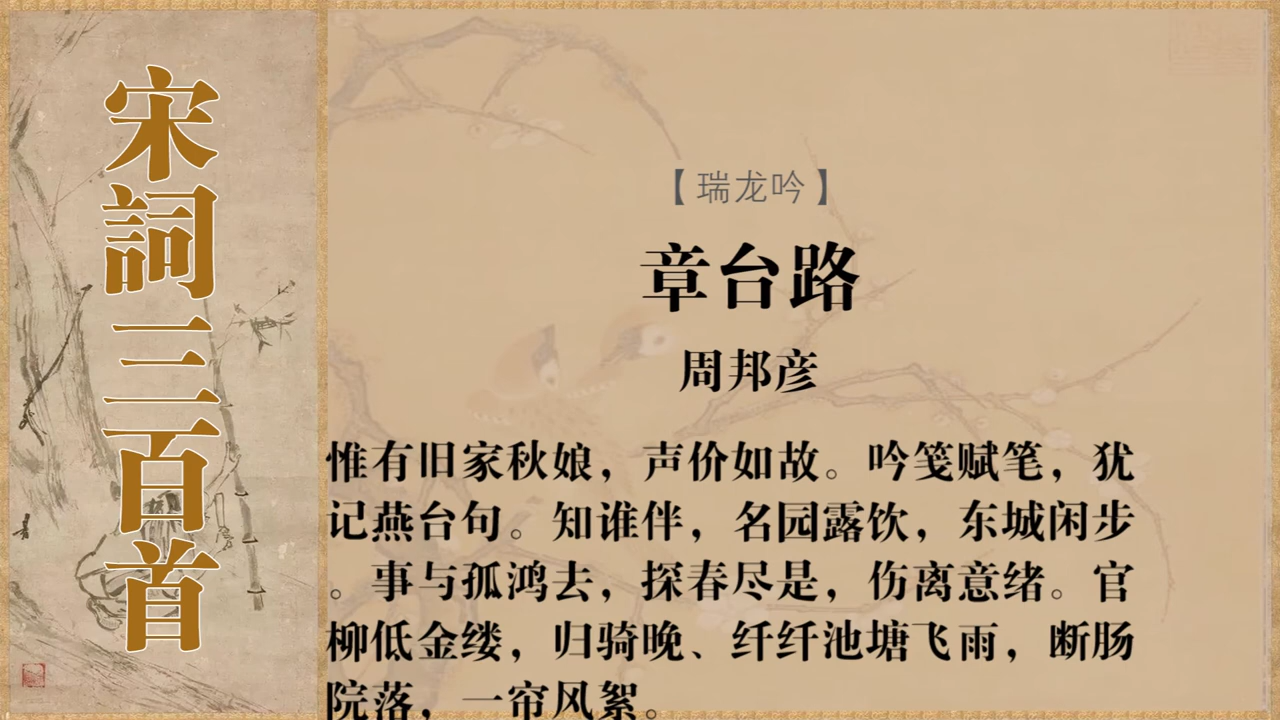 宋詞三百首
【瑞龙吟】
章台路
周邦彦
惟有旧家秋娘，声价如故。吟笺赋笔，犹
记燕台句。知谁伴，名园露饮，东城闲步
。事与孤鸿去，探春尽是，伤离意绪。官
柳低金缕，归骑晚、纤纤池塘飞雨，断肠
院落，一帘风絮。